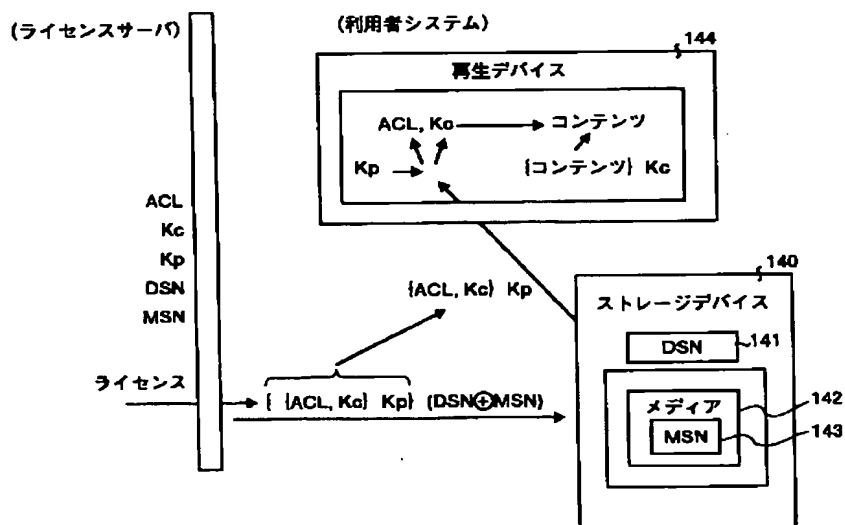 (ライセンスサーバ)
(利用者システム)
144
再生デバイス
ACL, Kc
コンテンツ
Kp
{コンテンツ} Kc
ACL
Kc
Kp
DSN
MSN
{ACL, Kc} Kp
ライセンス
{ {ACL, Kc} Kp} (DSN⊕MSN)
140
ストレージデバイス
DSN
141
メディア
142
MSN
143